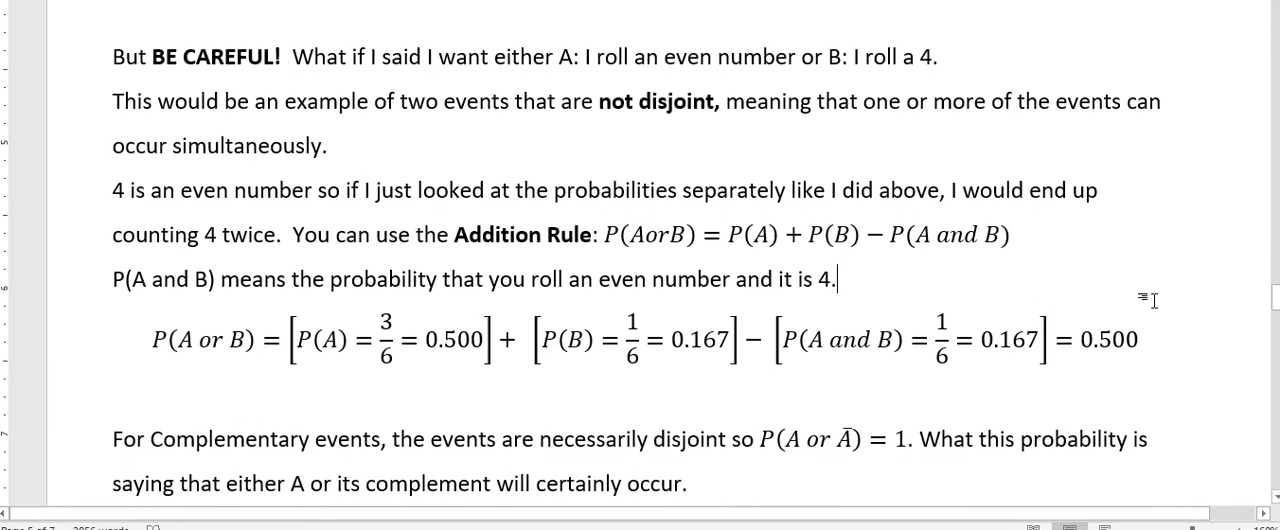 But BE CAREFUL!  What if I said I want either A: I roll an even number or B: I roll a 4.
This would be an example of two events that are not disjoint, meaning that one or more of the events can
occur simultaneously.
4 is an even number so if I just looked at the probabilities separately like I did above, I would end up
counting 4 twice.  You can use the Addition Rule: P(AorB) = P(A) + P(B) − P(A and B)
P(A and B) means the probability that you roll an even number and it is 4.
P(A or B) = [P(A) = 3/6 = 0.500] + [P(B) = 1/6 = 0.167] − [P(A and B) = 1/6 = 0.167] = 0.500
For Complementary events, the events are necessarily disjoint so P(A or Ā) = 1. What this probability is
saying that either A or its complement will certainly occur.